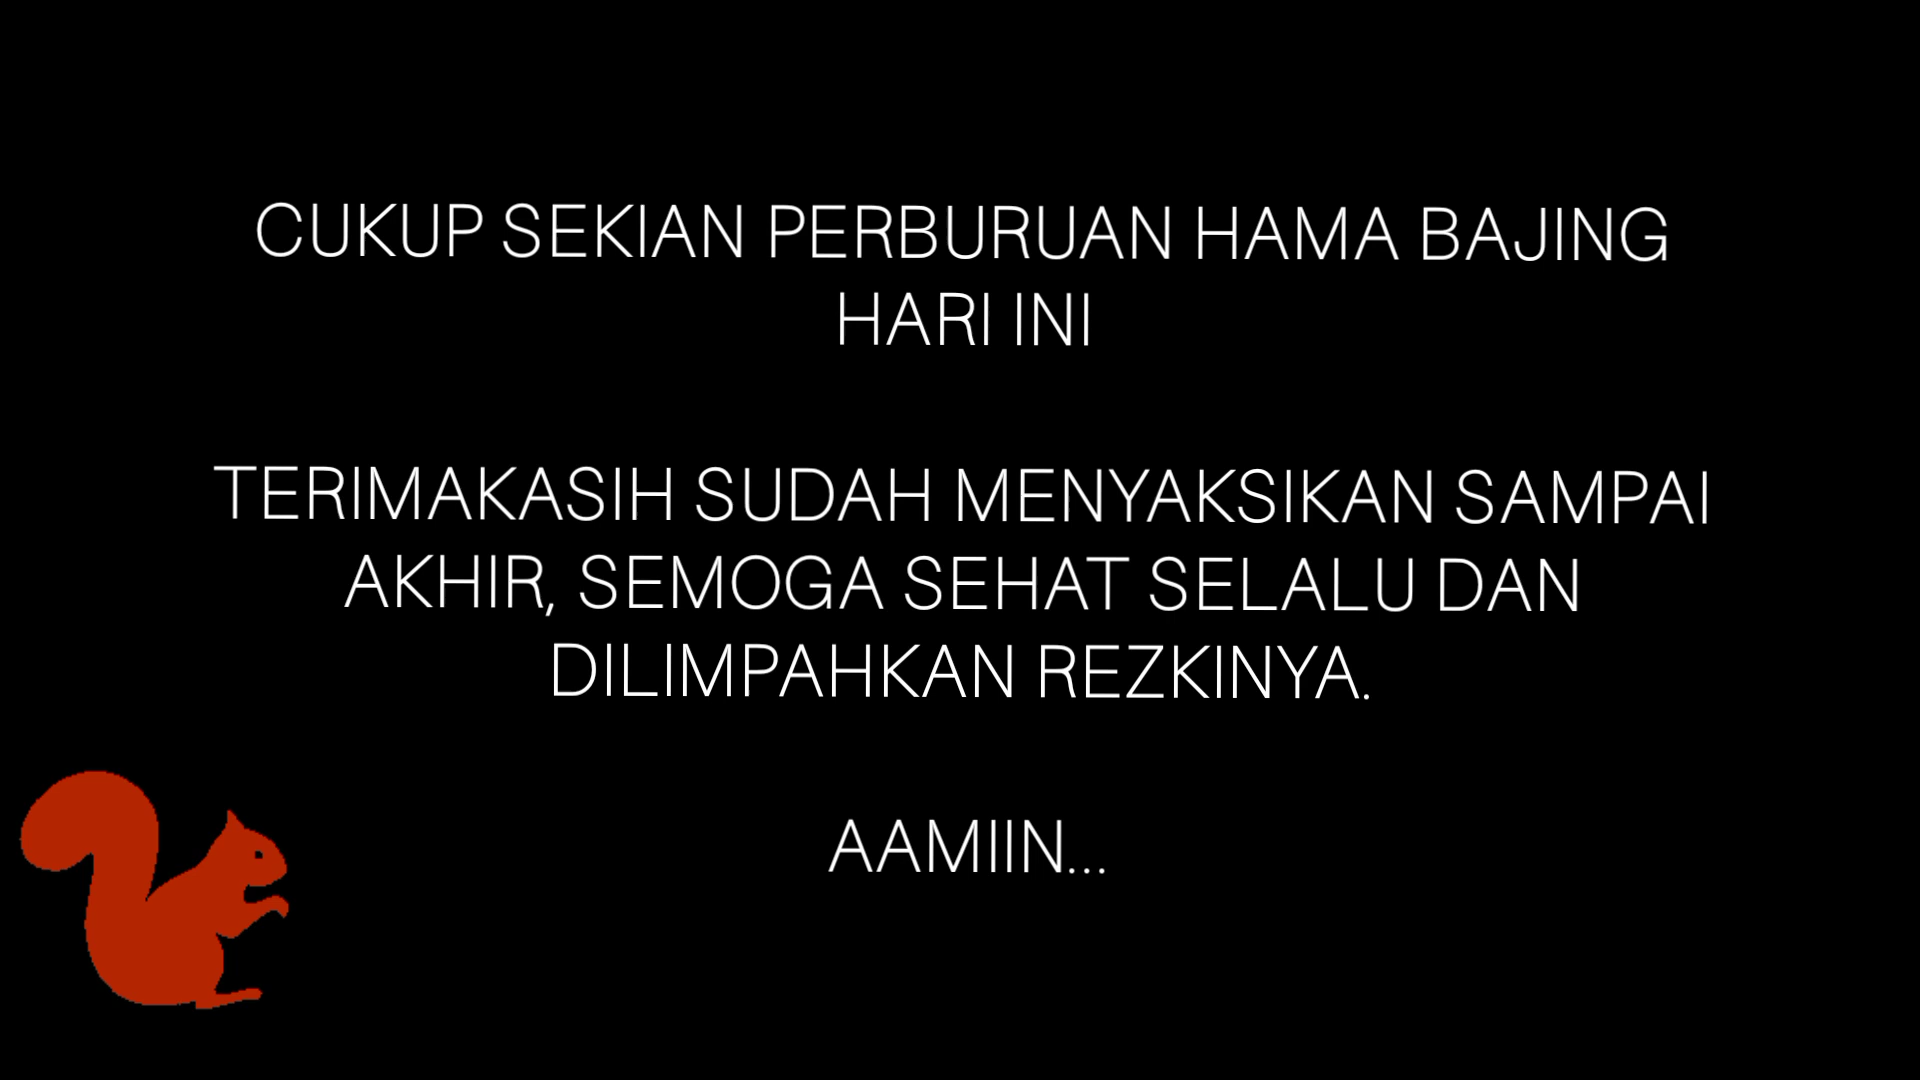 CUKUP SEKIAN PERBURUAN HAMA BAJING
HARI INI
TERIMAKASIH SUDAH MENYAKSIKAN SAMPAI
AKHIR, SEMOGA SEHAT SELALU DAN
DILIMPAHKAN REZKINYA.
AAMIIN...